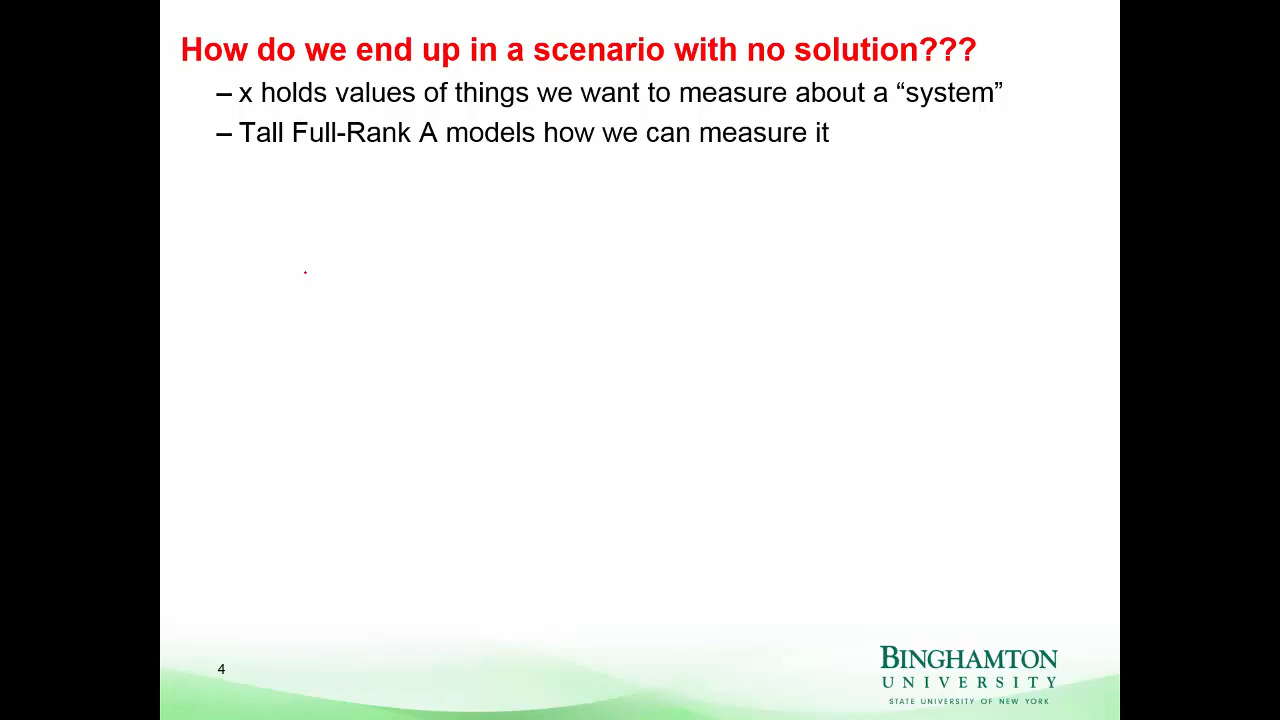 How do we end up in a scenario with no solution???
– x holds values of things we want to measure about a “system”
– Tall Full-Rank A models how we can measure it
4
BINGHAMTON
UNIVERSITY
STATE UNIVERSITY OF NEW YORK